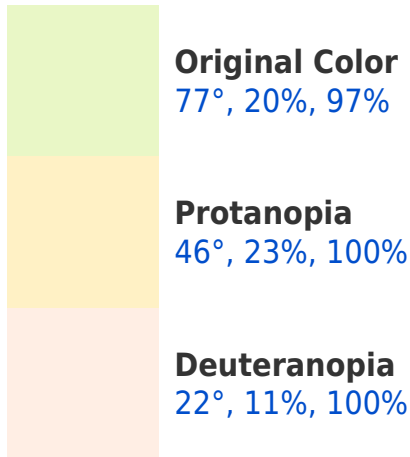 Original Color
77°, 20%, 97%
Protanopia
46°, 23%, 100%
Deuteranopia
22°, 11%, 100%